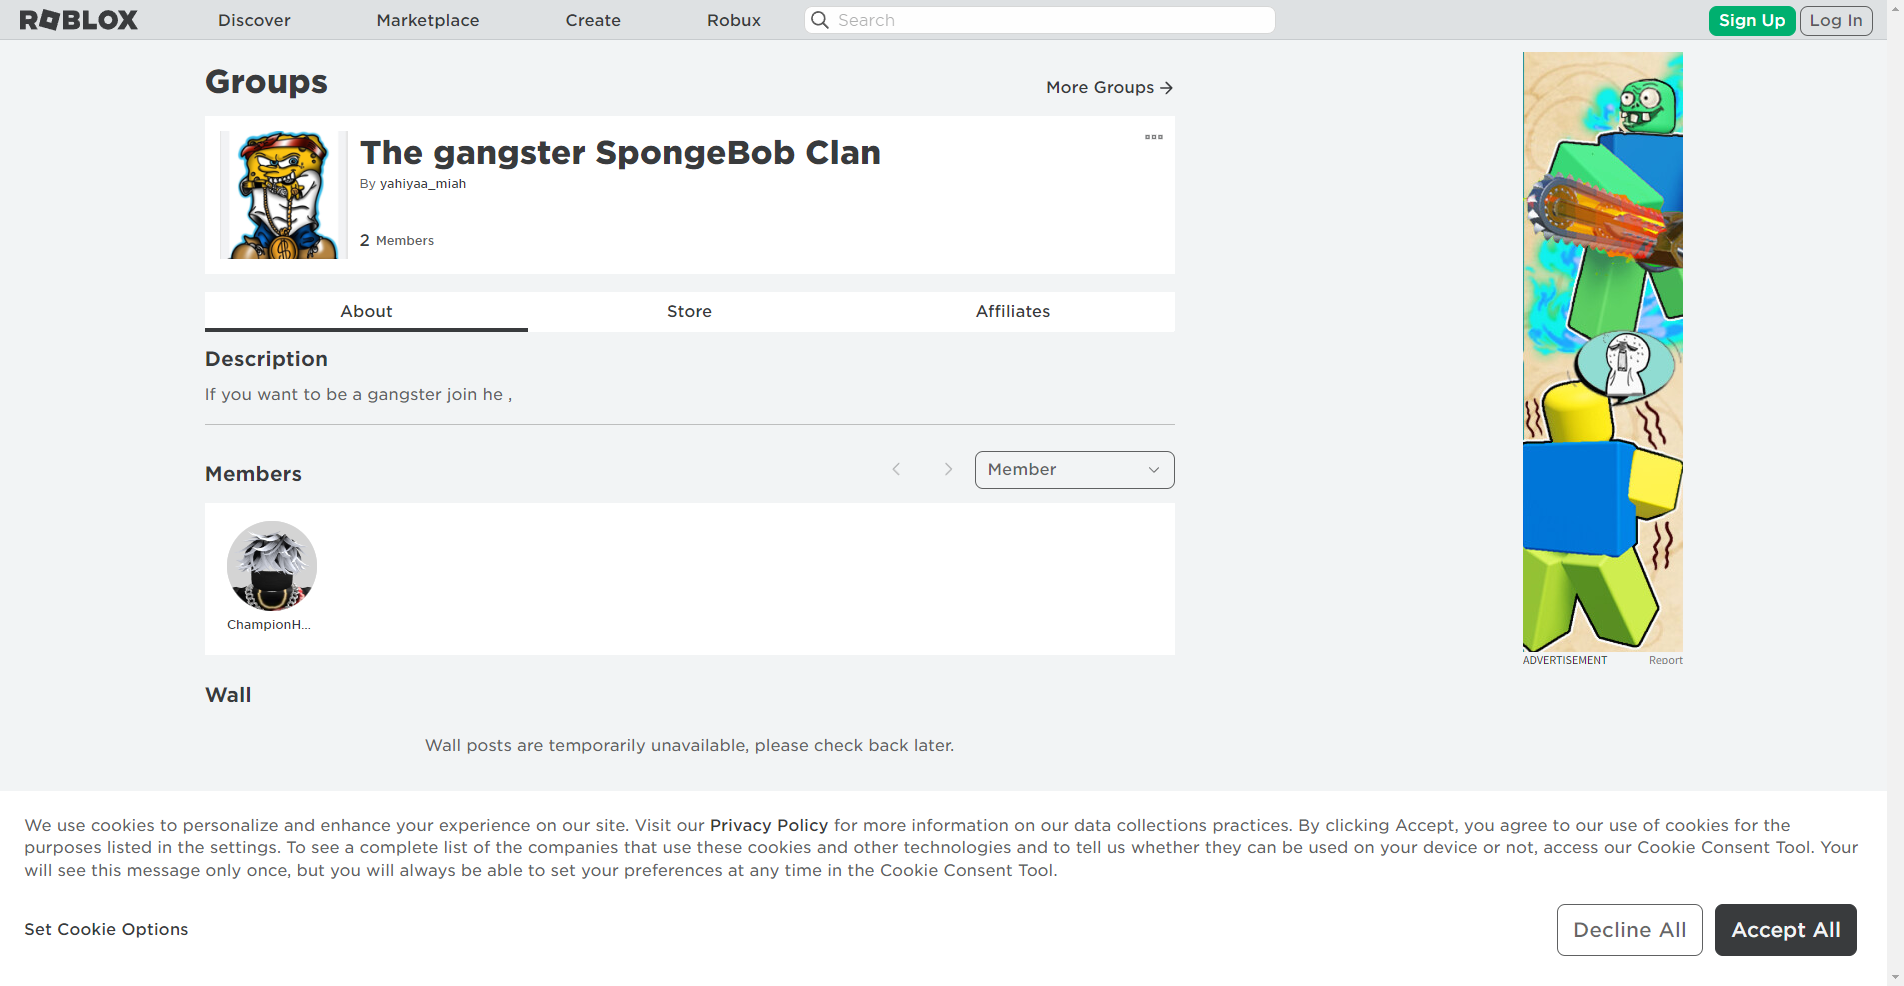 ROBLOX
Discover
Marketplace
Create
Robux
Search
Sign Up
Log In
Groups
More Groups
The gangster SpongeBob Clan
By yahiyaa_miah
2 Members
About
Store
Affiliates
Description
If you want to be a gangster join he ,
Members
Member
ChampionH...
ADVERTISEMENT
Report
Wall
Wall posts are temporarily unavailable, please check back later.
We use cookies to personalize and enhance your experience on our site. Visit our Privacy Policy for more information on our data collections practices. By clicking Accept, you agree to our use of cookies for the
purposes listed in the settings. To see a complete list of the companies that use these cookies and other technologies and to tell us whether they can be used on your device or not, access our Cookie Consent Tool. Your
will see this message only once, but you will always be able to set your preferences at any time in the Cookie Consent Tool.
Set Cookie Options
Decline All
Accept All